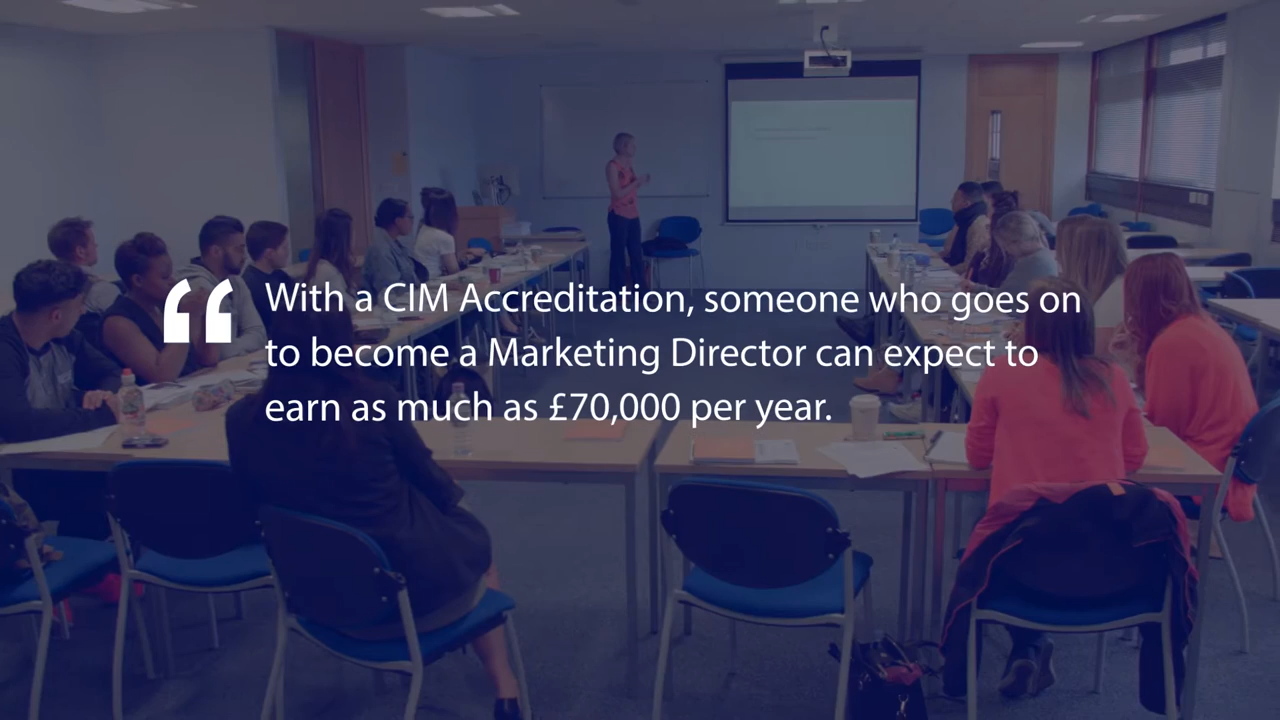 “
With a CIM Accreditation, someone who goes on
to become a Marketing Director can expect to
earn as much as £70,000 per year.